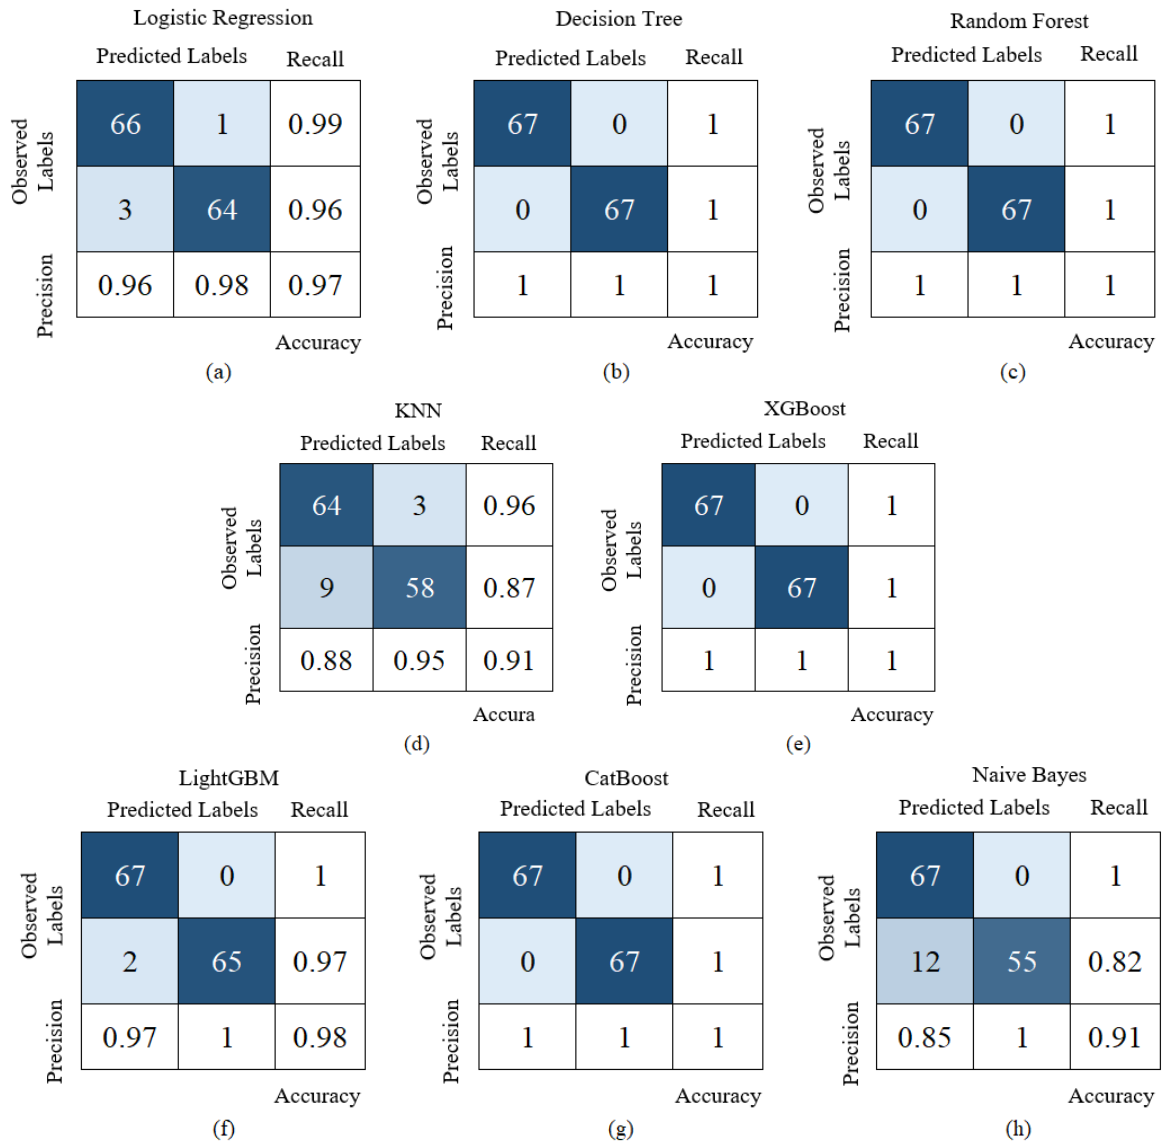 Logistic Regression
Predicted Labels Recall
Observed Labels
66 1 0.99
3 64 0.96
Precision
0.96 0.98 0.97
Accuracy
(a)
Decision Tree
Predicted Labels Recall
Observed Labels
67 0 1
0 67 1
Precision
1 1 1
Accuracy
(b)
Random Forest
Predicted Labels Recall
Observed Labels
67 0 1
0 67 1
Precision
1 1 1
Accuracy
(c)
KNN
Predicted Labels Recall
Observed Labels
64 3 0.96
9 58 0.87
Precision
0.88 0.95 0.91
Accura
(d)
XGBoost
Predicted Labels Recall
Observed Labels
67 0 1
0 67 1
Precision
1 1 1
Accuracy
(e)
LightGBM
Predicted Labels Recall
Observed Labels
67 0 1
2 65 0.97
Precision
0.97 1 0.98
Accuracy
(f)
CatBoost
Predicted Labels Recall
Observed Labels
67 0 1
0 67 1
Precision
1 1 1
Accuracy
(g)
Naive Bayes
Predicted Labels Recall
Observed Labels
67 0 1
12 55 0.82
Precision
0.85 1 0.91
Accuracy
(h)